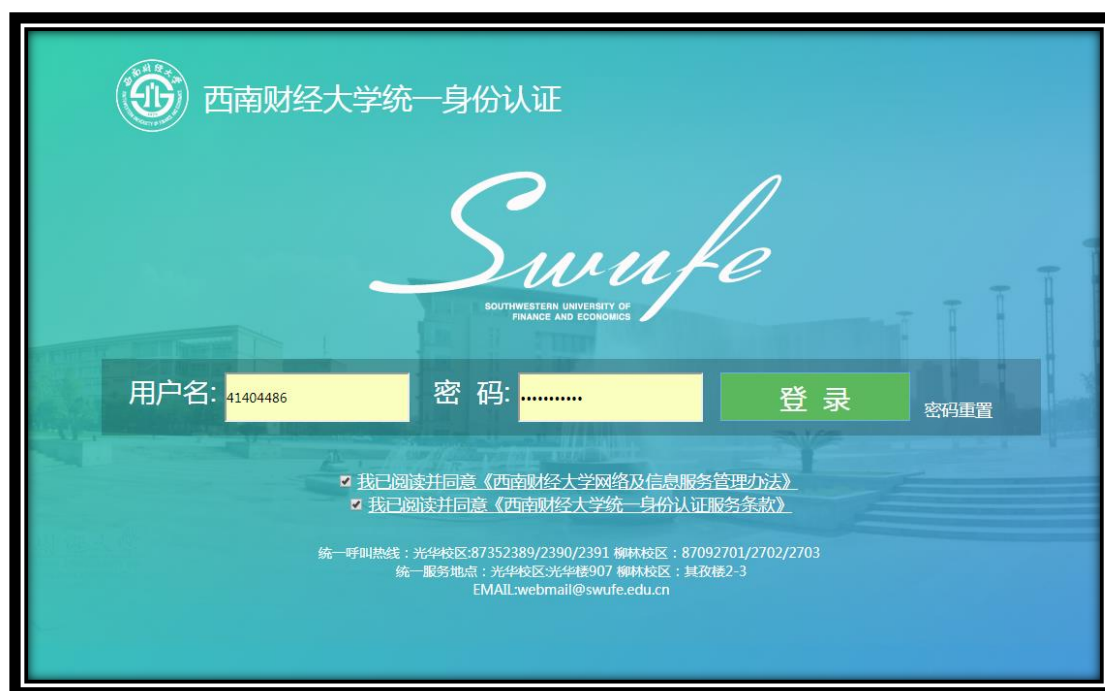 西南财经大学统一身份认证
Swufe
SOUTHWESTERN UNIVERSITY OF
FINANCE AND ECONOMICS
用户名: 41404486 密 码: ••••••••••• 登 录 密码重置
我已阅读并同意《西南财经大学网络及信息服务管理办法》
我已阅读并同意《西南财经大学统一身份认证服务条款》
统一呼叫热线：光华校区:87352389/2390/2391 柳林校区：87092701/2702/2703
统一服务地点：光华校区:光华楼907 柳林校区：其孜楼2-3
EMAIL:webmail@swufe.edu.cn